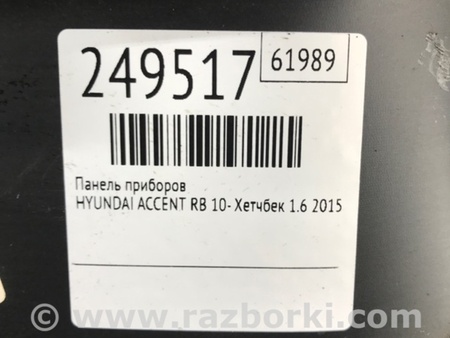 249517
61989
Панель приборов
HYUNDAI ACCENT RB 10- Хетчбек 1.6 2015
© www.razborki.com